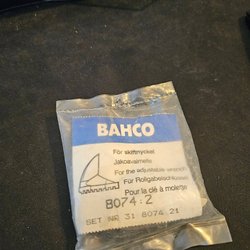 BAHCO
För skiftnyckel
Jakoavaimelle
For the adjustable wrench
Für Rollgabelschlüssel
Pour la clé à molette
8074.2
SET NR 31 8074.21